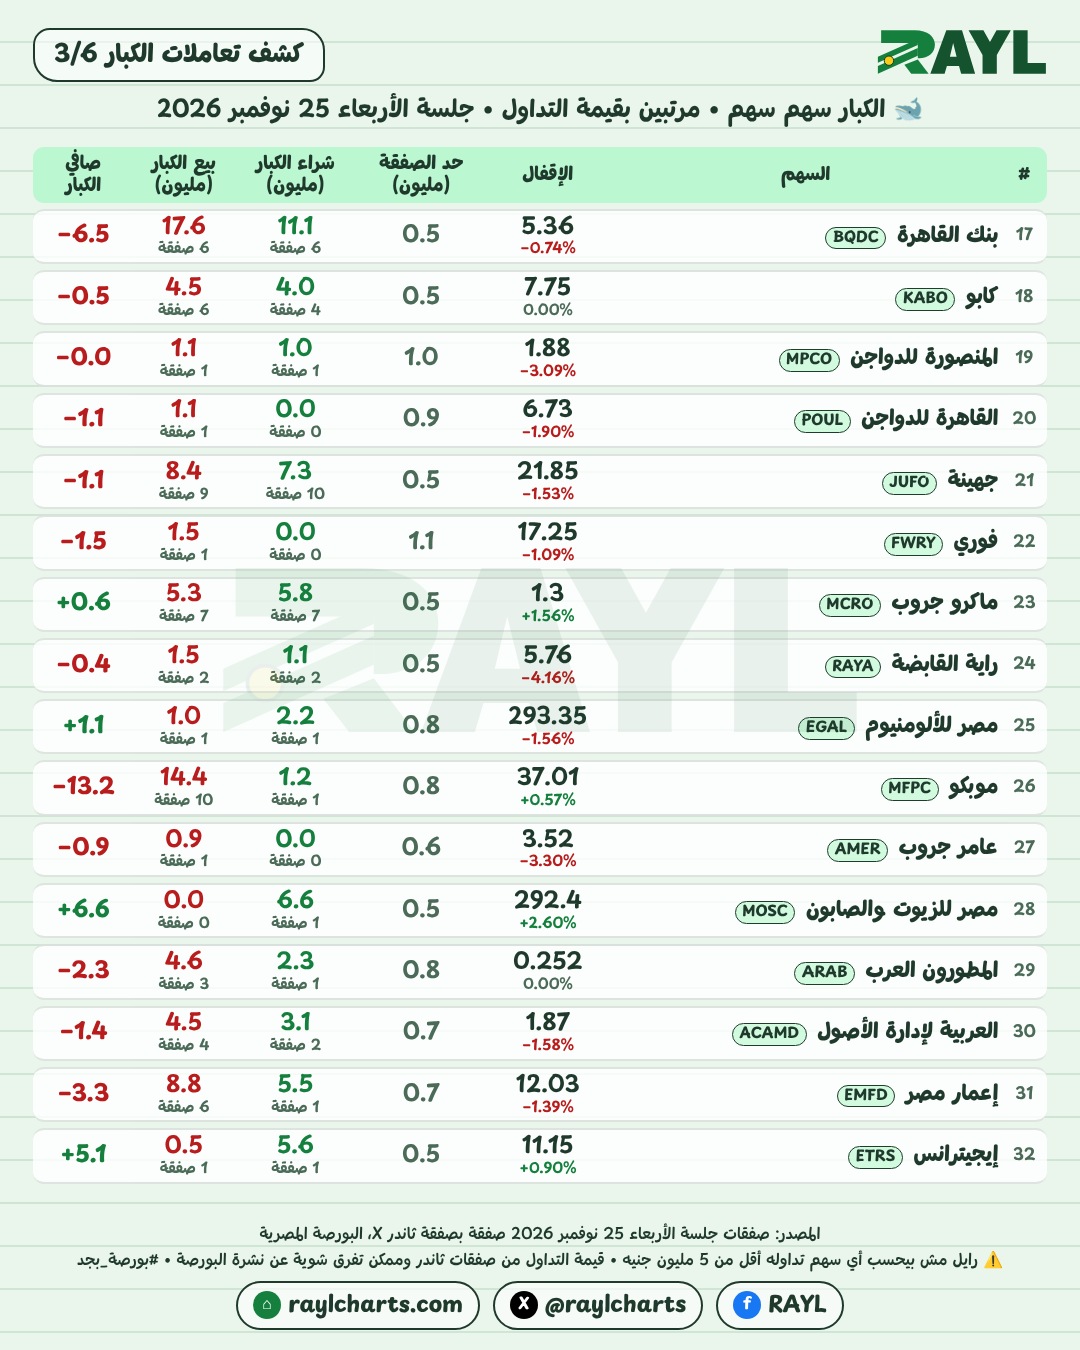 RAYL
كشف تعاملات الكبار 3/6
🐋 الكبار سهم سهم • مرتبين بقيمة التداول • جلسة الأربعاء 25 نوفمبر 2026
# السهم الإقفال حد الصفقة (مليون) شراء الكبار (مليون) بيع الكبار (مليون) صافي الكبار
17 بنك القاهرة BQDC 5.36 −0.74% 0.5 11.1 6 صفقة 17.6 6 صفقة −6.5
18 كابو KABO 7.75 0.00% 0.5 4.0 4 صفقة 4.5 6 صفقة −0.5
19 المنصورة للدواجن MPCO 1.88 −3.09% 1.0 1.0 1 صفقة 1.1 1 صفقة −0.0
20 القاهرة للدواجن POUL 6.73 −1.90% 0.9 0.0 0 صفقة 1.1 1 صفقة −1.1
21 جهينة JUFO 21.85 −1.53% 0.5 7.3 10 صفقة 8.4 9 صفقة −1.1
22 فوري FWRY 17.25 −1.09% 1.1 0.0 0 صفقة 1.5 1 صفقة −1.5
23 ماكرو جروب MCRO 1.3 +1.56% 0.5 5.8 7 صفقة 5.3 7 صفقة +0.6
24 راية القابضة RAYA 5.76 −4.16% 0.5 1.1 2 صفقة 1.5 2 صفقة −0.4
25 مصر للألومنيوم EGAL 293.35 −1.56% 0.8 2.2 1 صفقة 1.0 1 صفقة +1.1
26 موبكو MFPC 37.01 +0.57% 0.8 1.2 1 صفقة 14.4 10 صفقة −13.2
27 عامر جروب AMER 3.52 −3.30% 0.6 0.0 0 صفقة 0.9 1 صفقة −0.9
28 مصر للزيوت والصابون MOSC 292.4 +2.60% 0.5 6.6 1 صفقة 0.0 0 صفقة +6.6
29 المطورون العرب ARAB 0.252 0.00% 0.8 2.3 1 صفقة 4.6 3 صفقة −2.3
30 العربية لإدارة الأصول ACAMD 1.87 −1.58% 0.7 3.1 2 صفقة 4.5 4 صفقة −1.4
31 إعمار مصر EMFD 12.03 −1.39% 0.7 5.5 1 صفقة 8.8 6 صفقة −3.3
32 إيجيترانس ETRS 11.15 +0.90% 0.5 5.6 1 صفقة 0.5 1 صفقة +5.1
المصدر: صفقات جلسة الأربعاء 25 نوفمبر 2026 صفقة بصفقة ثاندر X، البورصة المصرية
⚠️ رايل مش بيحسب أي سهم تداوله أقل من 5 مليون جنيه • قيمة التداول من صفقات ثاندر وممكن تفرق شوية عن نشرة البورصة • #بورصة_بجد
raylcharts.com @raylcharts RAYL